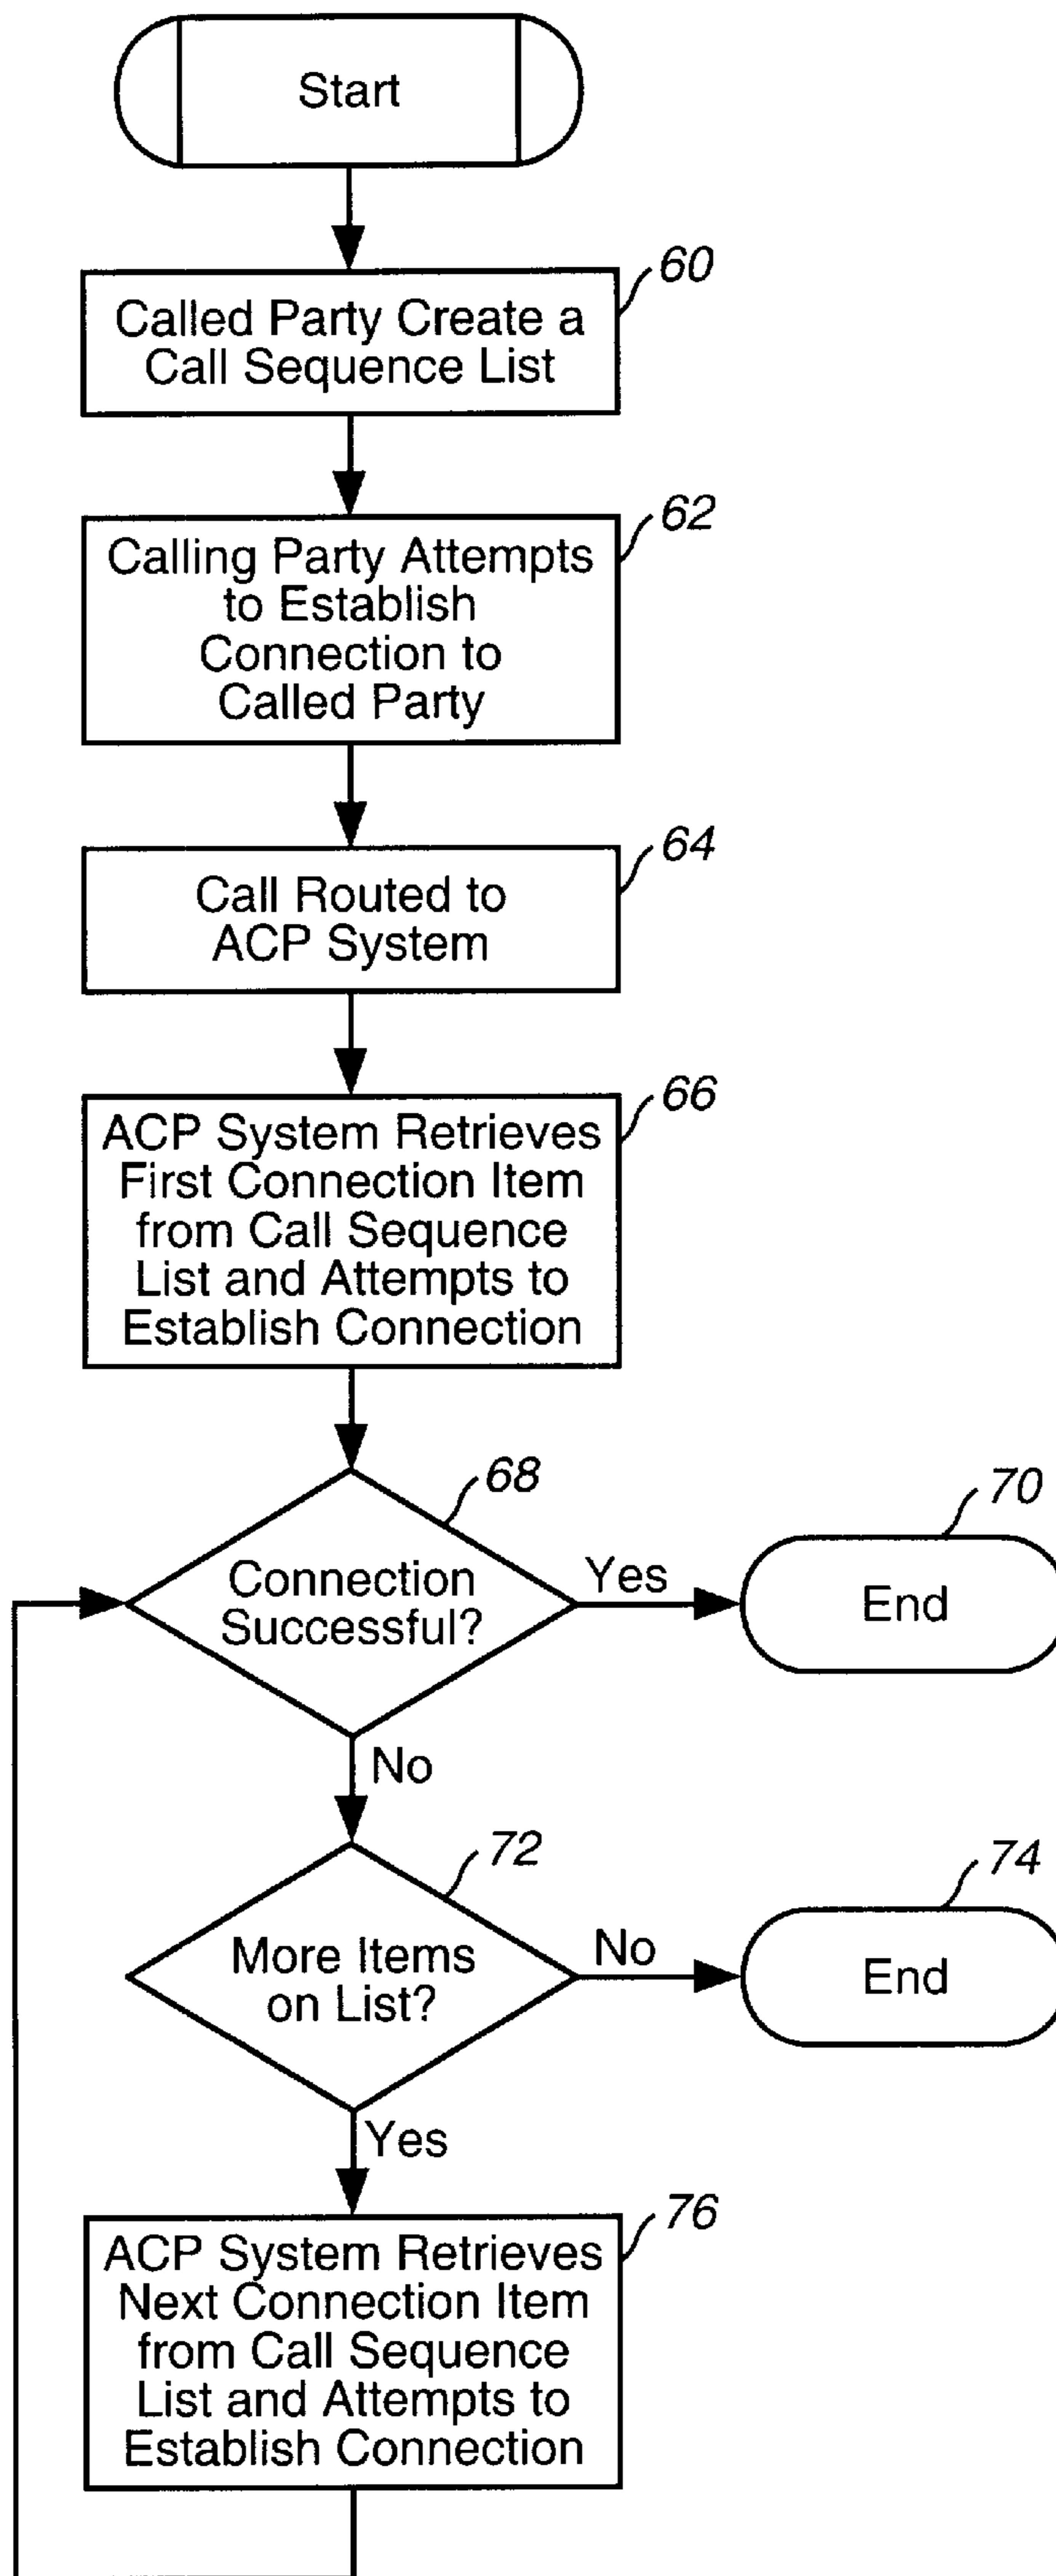 Start
60
Called Party Create a
Call Sequence List
62
Calling Party Attempts
to Establish
Connection to
Called Party
64
Call Routed to
ACP System
66
ACP System Retrieves
First Connection Item
from Call Sequence
List and Attempts to
Establish Connection
68
Connection
Successful?
Yes
70
End
No
72
More Items
on List?
No
74
End
Yes
76
ACP System Retrieves
Next Connection Item
from Call Sequence
List and Attempts to
Establish Connection